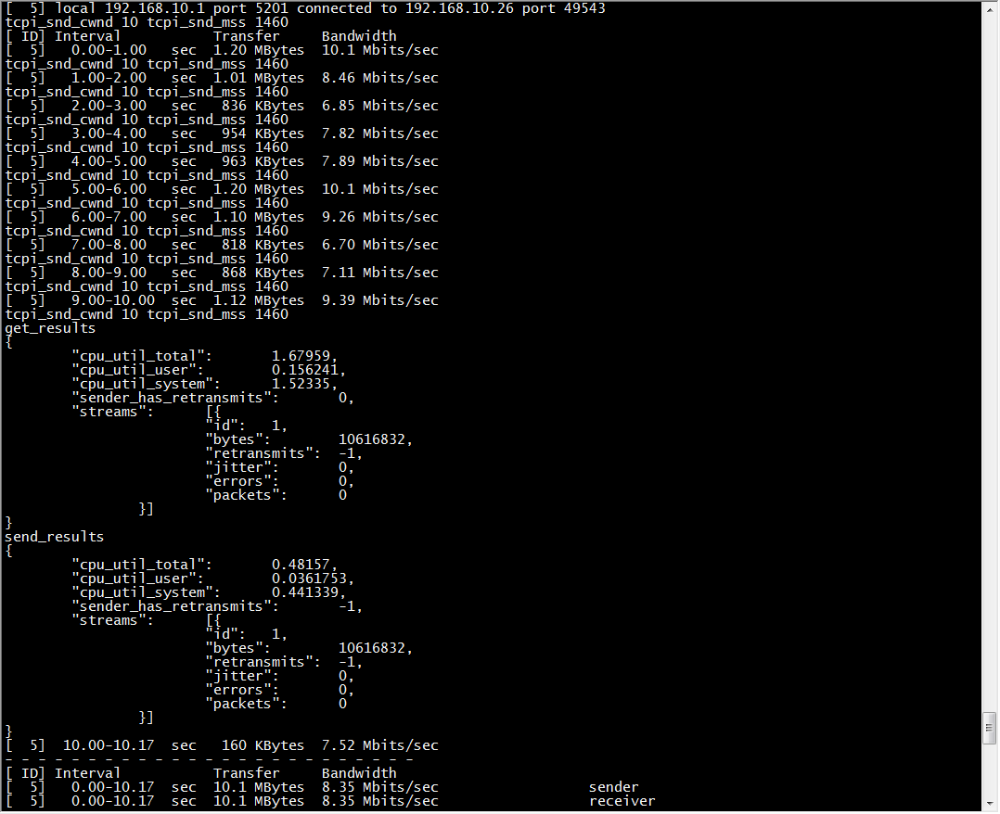 [  5] local 192.168.10.1 port 5201 connected to 192.168.10.26 port 49543
tcpi_snd_cwnd 10 tcpi_snd_mss 1460
[ ID] Interval           Transfer     Bandwidth
[  5]   0.00-1.00   sec  1.20 MBytes  10.1 Mbits/sec
tcpi_snd_cwnd 10 tcpi_snd_mss 1460
[  5]   1.00-2.00   sec  1.01 MBytes  8.46 Mbits/sec
tcpi_snd_cwnd 10 tcpi_snd_mss 1460
[  5]   2.00-3.00   sec   836 KBytes  6.85 Mbits/sec
tcpi_snd_cwnd 10 tcpi_snd_mss 1460
[  5]   3.00-4.00   sec   954 KBytes  7.82 Mbits/sec
tcpi_snd_cwnd 10 tcpi_snd_mss 1460
[  5]   4.00-5.00   sec   963 KBytes  7.89 Mbits/sec
tcpi_snd_cwnd 10 tcpi_snd_mss 1460
[  5]   5.00-6.00   sec  1.20 MBytes  10.1 Mbits/sec
tcpi_snd_cwnd 10 tcpi_snd_mss 1460
[  5]   6.00-7.00   sec  1.10 MBytes  9.26 Mbits/sec
tcpi_snd_cwnd 10 tcpi_snd_mss 1460
[  5]   7.00-8.00   sec   818 KBytes  6.70 Mbits/sec
tcpi_snd_cwnd 10 tcpi_snd_mss 1460
[  5]   8.00-9.00   sec   868 KBytes  7.11 Mbits/sec
tcpi_snd_cwnd 10 tcpi_snd_mss 1460
[  5]   9.00-10.00  sec  1.12 MBytes  9.39 Mbits/sec
tcpi_snd_cwnd 10 tcpi_snd_mss 1460
get_results
{
        "cpu_util_total":       1.67959,
        "cpu_util_user":        0.156241,
        "cpu_util_system":      1.52335,
        "sender_has_retransmits":       0,
        "streams":      [{
                        "id":   1,
                        "bytes":        10616832,
                        "retransmits":  -1,
                        "jitter":       0,
                        "errors":       0,
                        "packets":      0
                }]
}
send_results
{
        "cpu_util_total":       0.48157,
        "cpu_util_user":        0.0361753,
        "cpu_util_system":      0.441339,
        "sender_has_retransmits":       -1,
        "streams":      [{
                        "id":   1,
                        "bytes":        10616832,
                        "retransmits":  -1,
                        "jitter":       0,
                        "errors":       0,
                        "packets":      0
                }]
}
[  5]  10.00-10.17  sec   160 KBytes  7.52 Mbits/sec
- - - - - - - - - - - - - - - - - - - - - - - - -
[ ID] Interval           Transfer     Bandwidth
[  5]   0.00-10.17  sec  10.1 MBytes  8.35 Mbits/sec                  sender
[  5]   0.00-10.17  sec  10.1 MBytes  8.35 Mbits/sec                  receiver